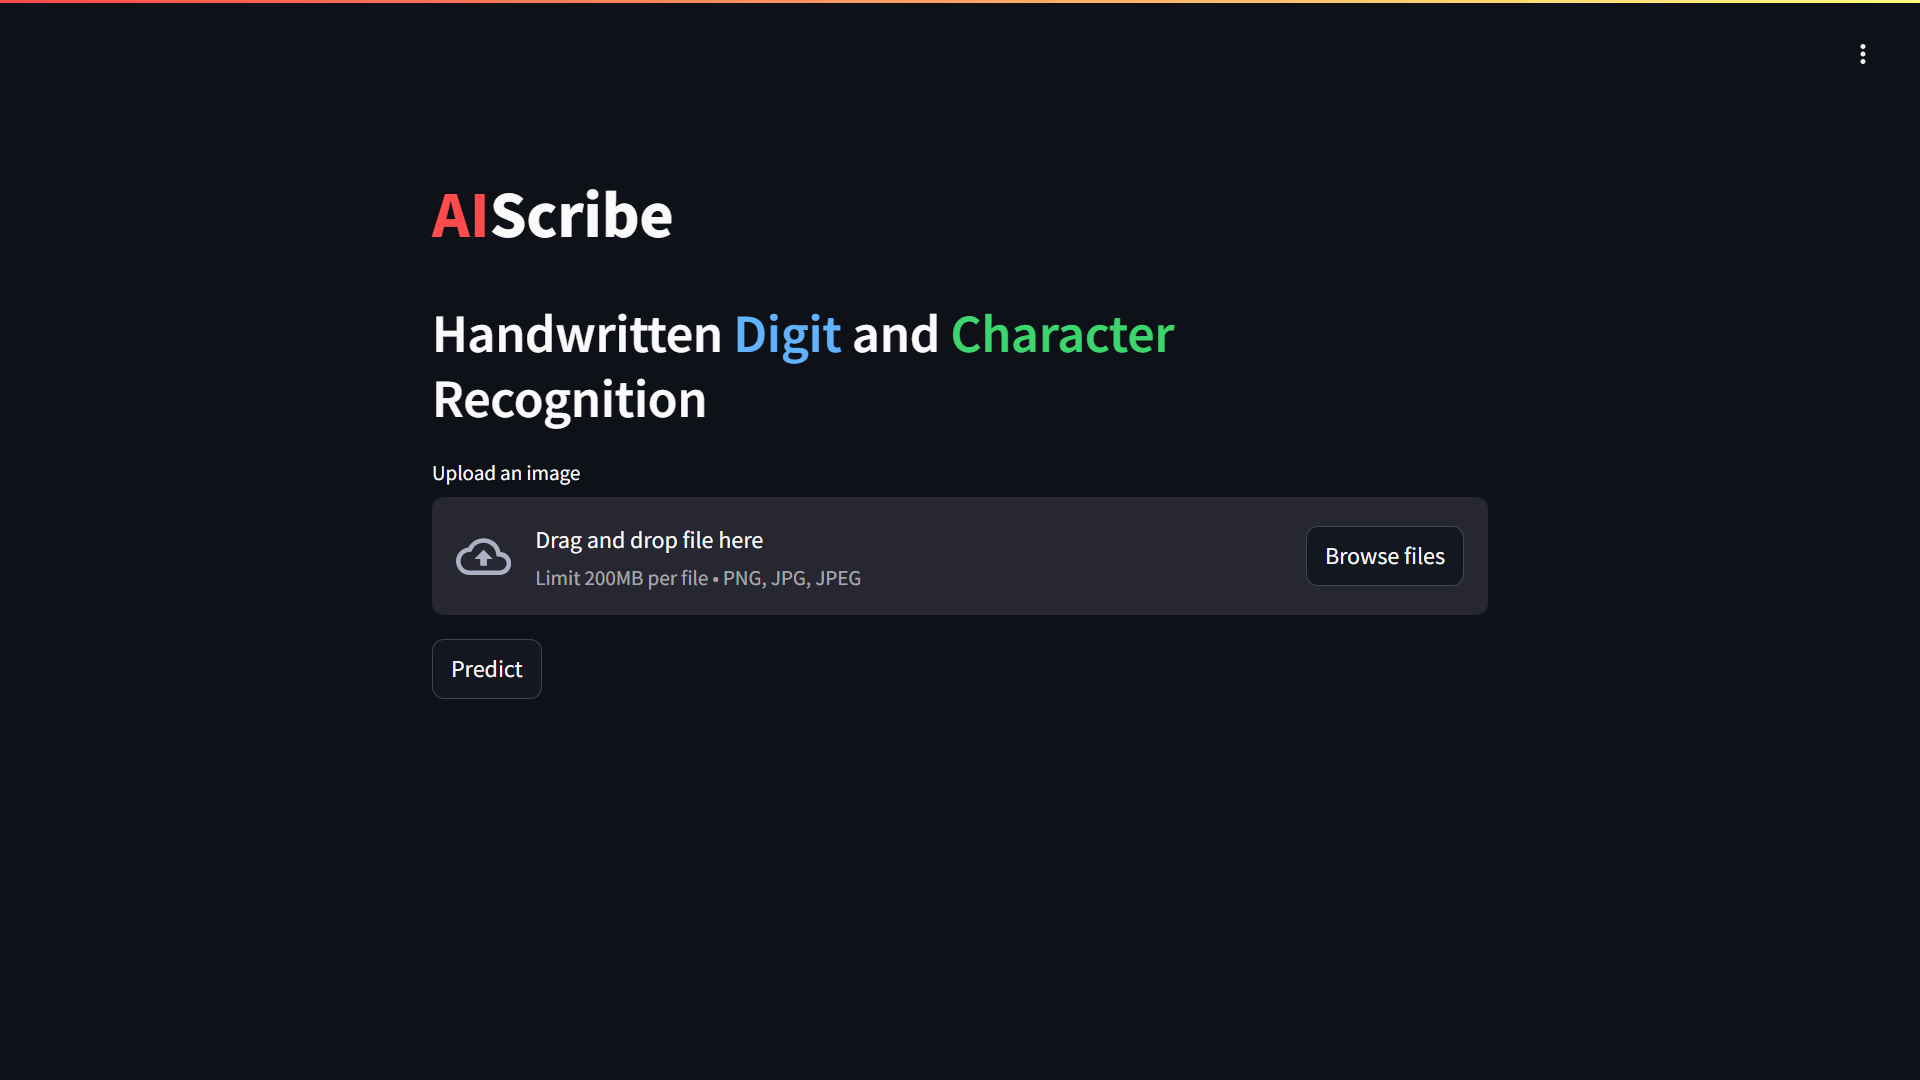 AIScribe
Handwritten Digit and Character
Recognition
Upload an image
Drag and drop file here
Limit 200MB per file • PNG, JPG, JPEG
Browse files
Predict